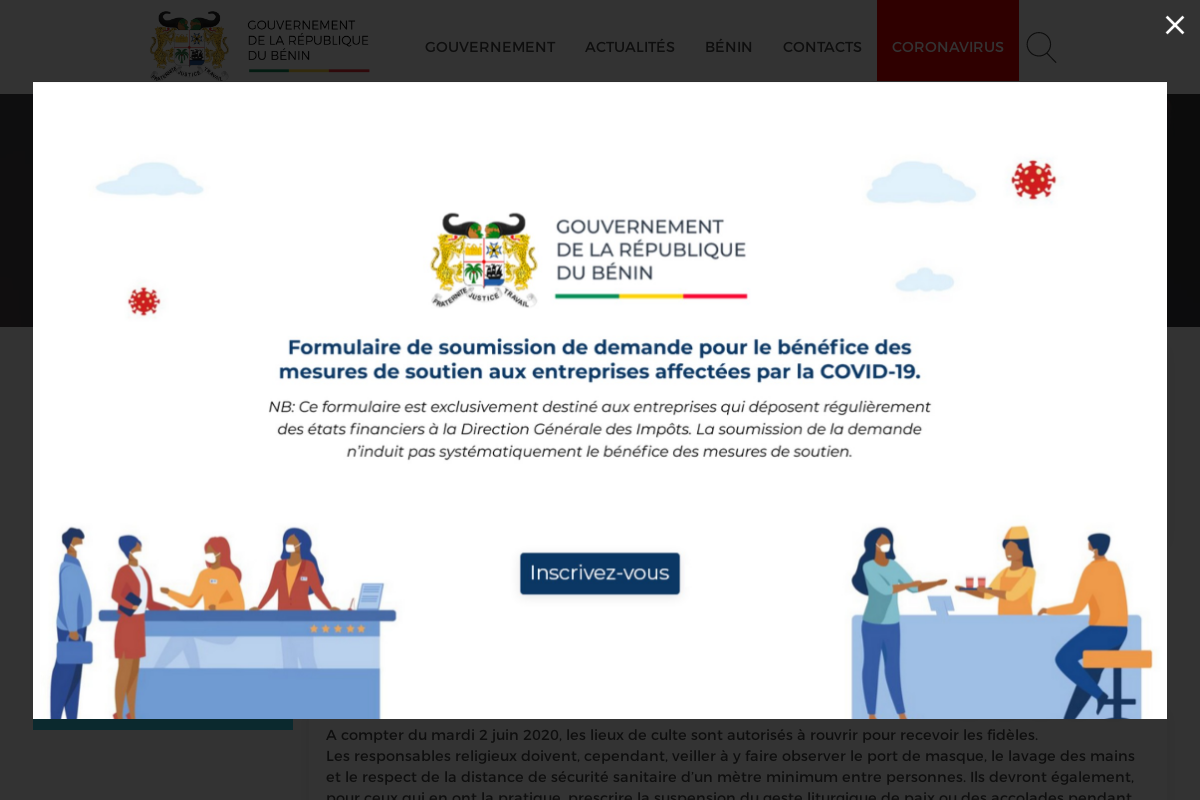 GOUVERNEMENT
DE LA RÉPUBLIQUE
DU BÉNIN
FRATERNITE JUSTICE TRAVAIL
GOUVERNEMENT
ACTUALITÉS
BÉNIN
CONTACTS
CORONAVIRUS
GOUVERNEMENT
DE LA RÉPUBLIQUE
DU BÉNIN
FRATERNITE JUSTICE TRAVAIL
Formulaire de soumission de demande pour le bénéfice des
mesures de soutien aux entreprises affectées par la COVID-19.
NB: Ce formulaire est exclusivement destiné aux entreprises qui déposent régulièrement
des états financiers à la Direction Générale des Impôts. La soumission de la demande
n'induit pas systématiquement le bénéfice des mesures de soutien.
Inscrivez-vous
A compter du mardi 2 juin 2020, les lieux de culte sont autorisés à rouvrir pour recevoir les fidèles.
Les responsables religieux doivent, cependant, veiller à y faire observer le port de masque, le lavage des mains
et le respect de la distance de sécurité sanitaire d'un mètre minimum entre personnes. Ils devront également,
pour ceux qui en ont la pratique, prescrire la suspension du geste liturgique de paix ou des accolades pendant